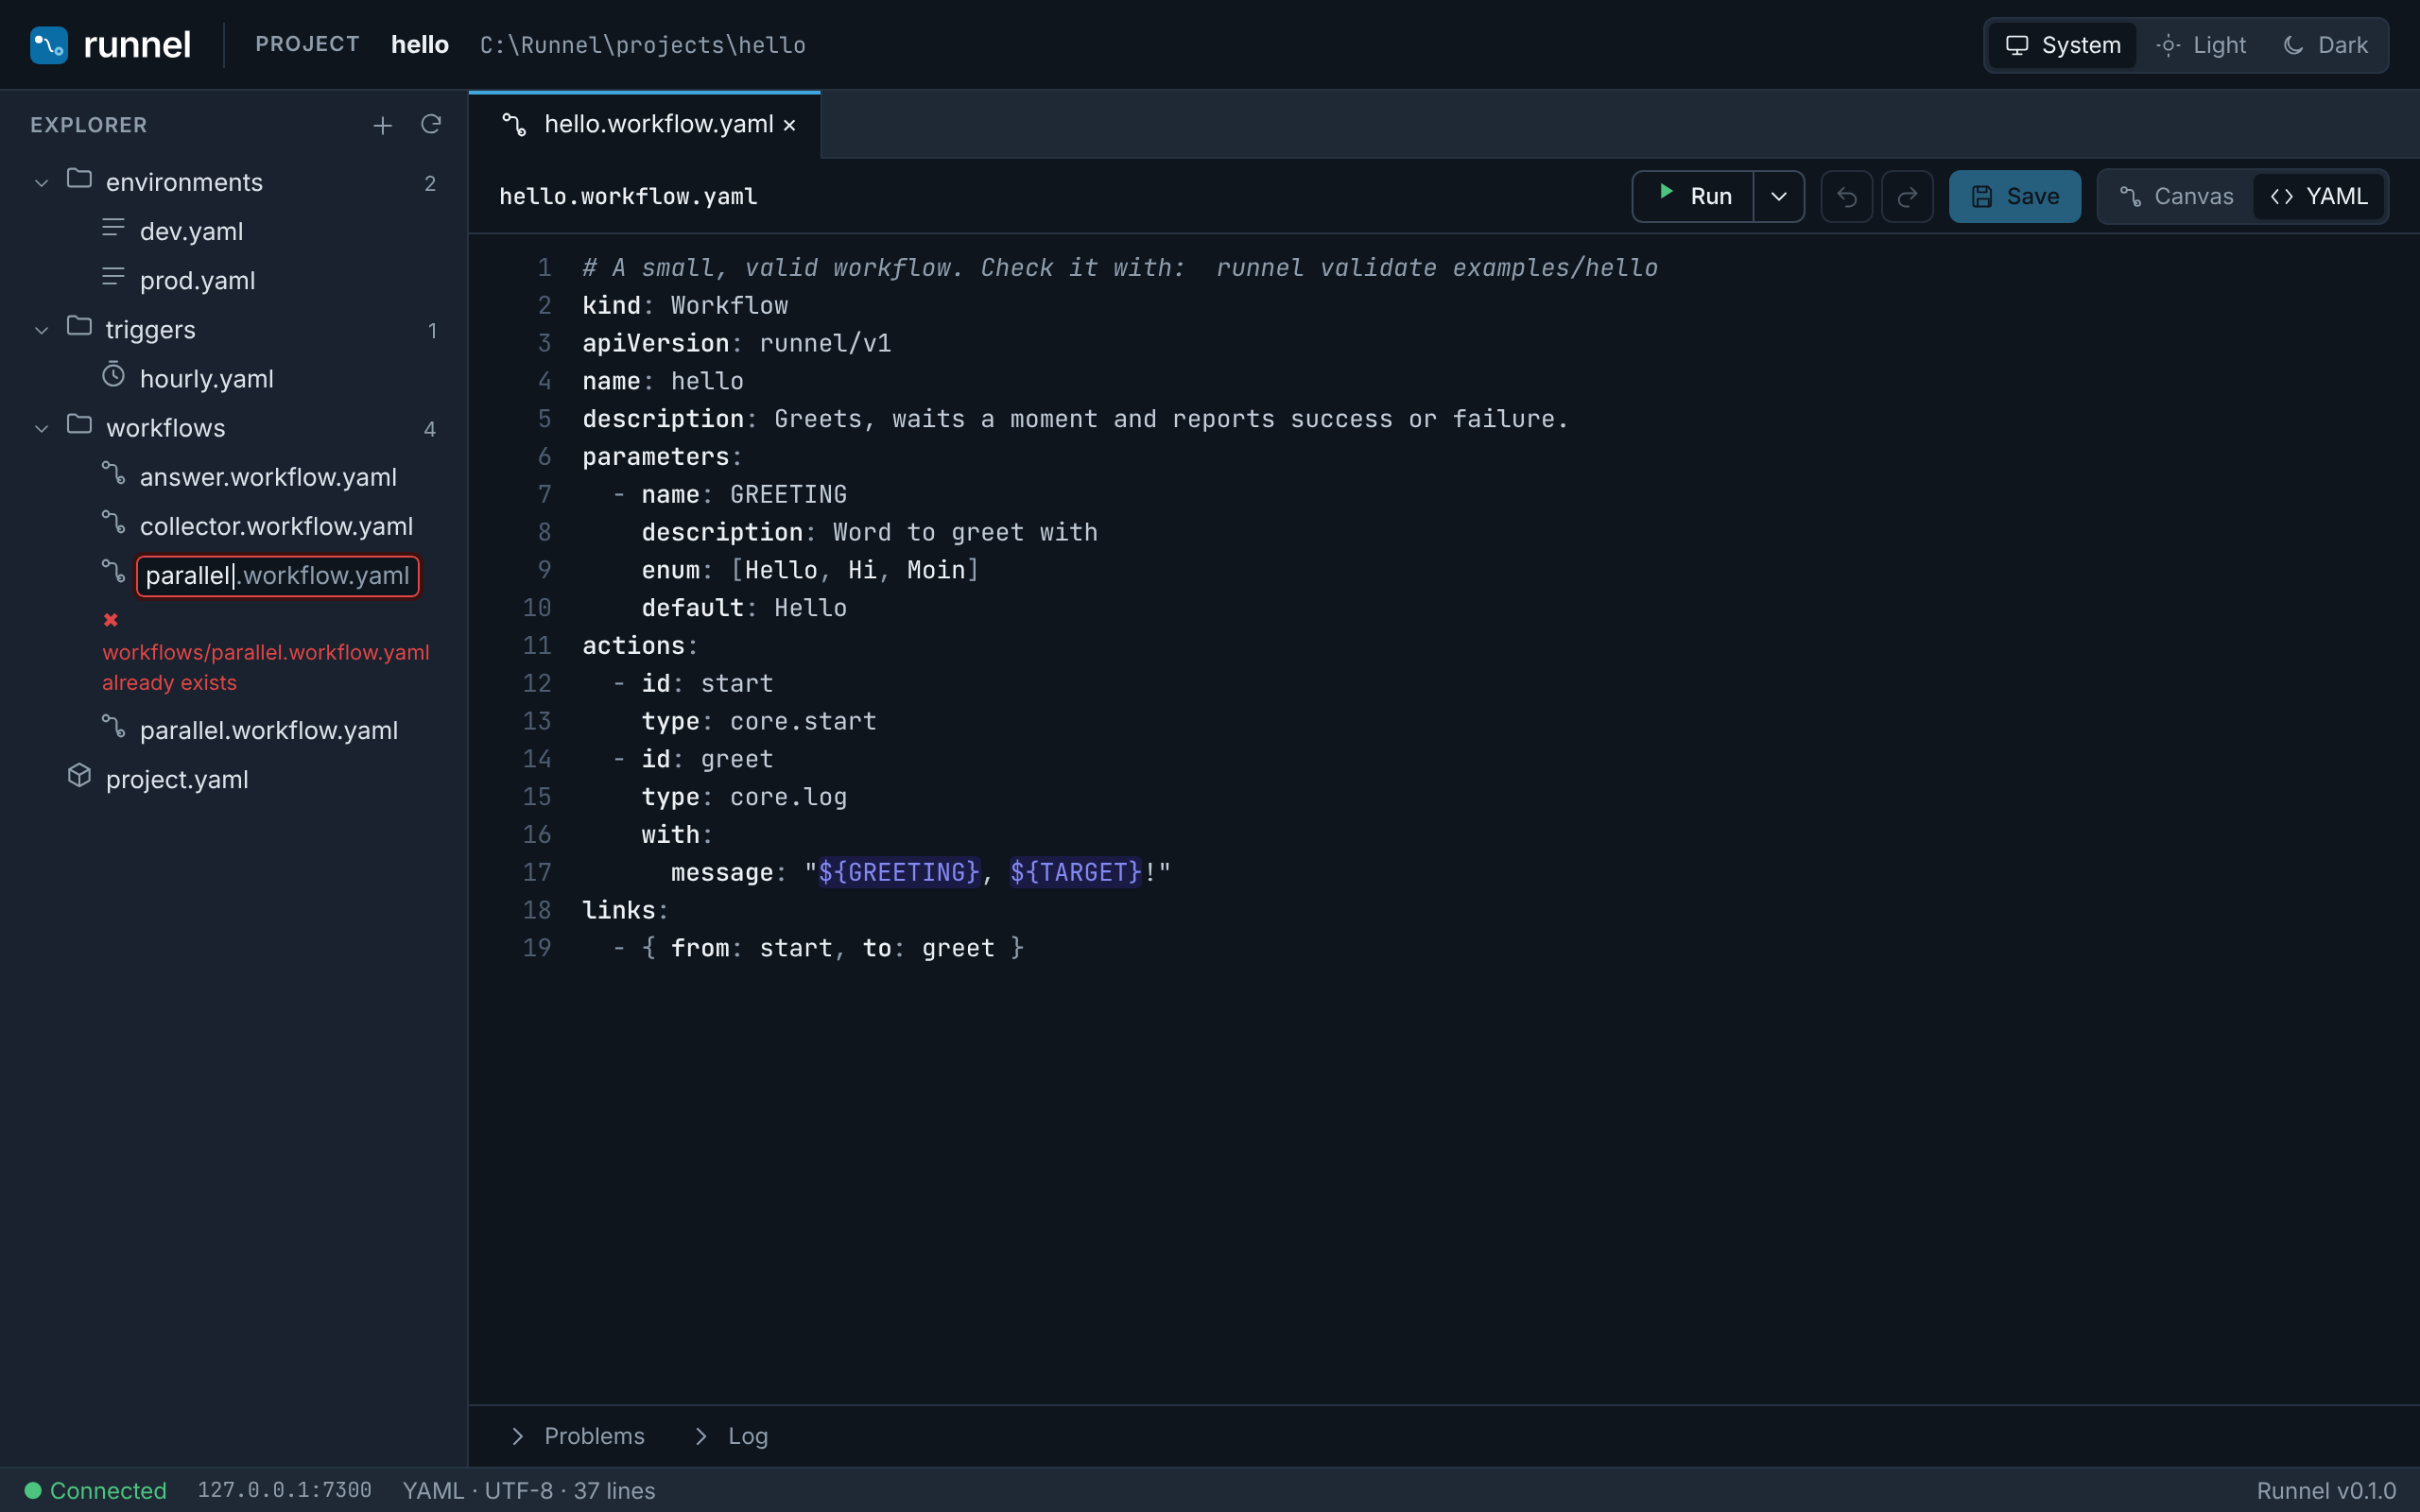 runnel PROJECT hello C:\Runnel\projects\hello System Light Dark
EXPLORER
environments 2
dev.yaml
prod.yaml
triggers 1
hourly.yaml
workflows 4
answer.workflow.yaml
collector.workflow.yaml
parallel.workflow.yaml
✖
workflows/parallel.workflow.yaml
already exists
parallel.workflow.yaml
project.yaml
hello.workflow.yaml ×
hello.workflow.yaml Run Save Canvas YAML
1 # A small, valid workflow. Check it with:  runnel validate examples/hello
2 kind: Workflow
3 apiVersion: runnel/v1
4 name: hello
5 description: Greets, waits a moment and reports success or failure.
6 parameters:
7   - name: GREETING
8     description: Word to greet with
9     enum: [Hello, Hi, Moin]
10     default: Hello
11 actions:
12   - id: start
13     type: core.start
14   - id: greet
15     type: core.log
16     with:
17       message: "${GREETING}, ${TARGET}!"
18 links:
19   - { from: start, to: greet }
Problems Log
Connected 127.0.0.1:7300 YAML · UTF-8 · 37 lines Runnel v0.1.0